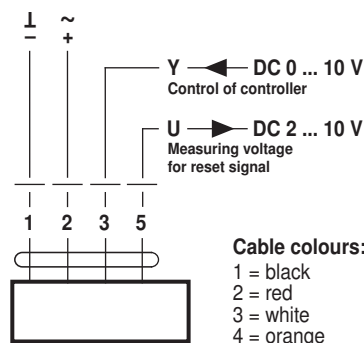 ⊥ ~
− +
Y DC 0 ... 10 V
Control of controller
U DC 2 ... 10 V
Measuring voltage
for reset signal
1 2 3 5
Cable colours:
1 = black
2 = red
3 = white
4 = orange